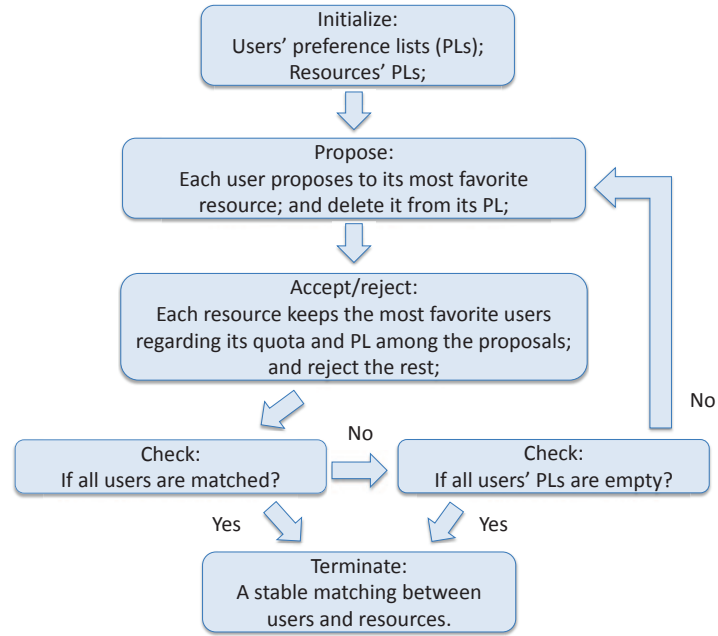 Initialize:
Users’ preference lists (PLs);
Resources’ PLs;
Propose:
Each user proposes to its most favorite
resource; and delete it from its PL;
Accept/reject:
Each resource keeps the most favorite users
regarding its quota and PL among the proposals;
and reject the rest;
No
No
Check:
If all users are matched?
Check:
If all users’ PLs are empty?
Yes
Yes
Terminate:
A stable matching between
users and resources.